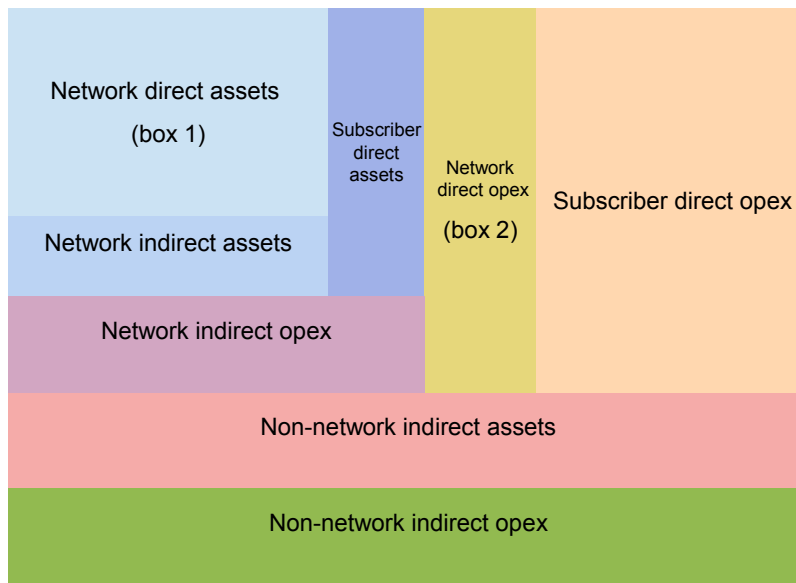 Network direct assets
(box 1)
Subscriber
direct
assets
Network
direct opex
(box 2)
Subscriber direct opex
Network indirect assets
Network indirect opex
Non-network indirect assets
Non-network indirect opex